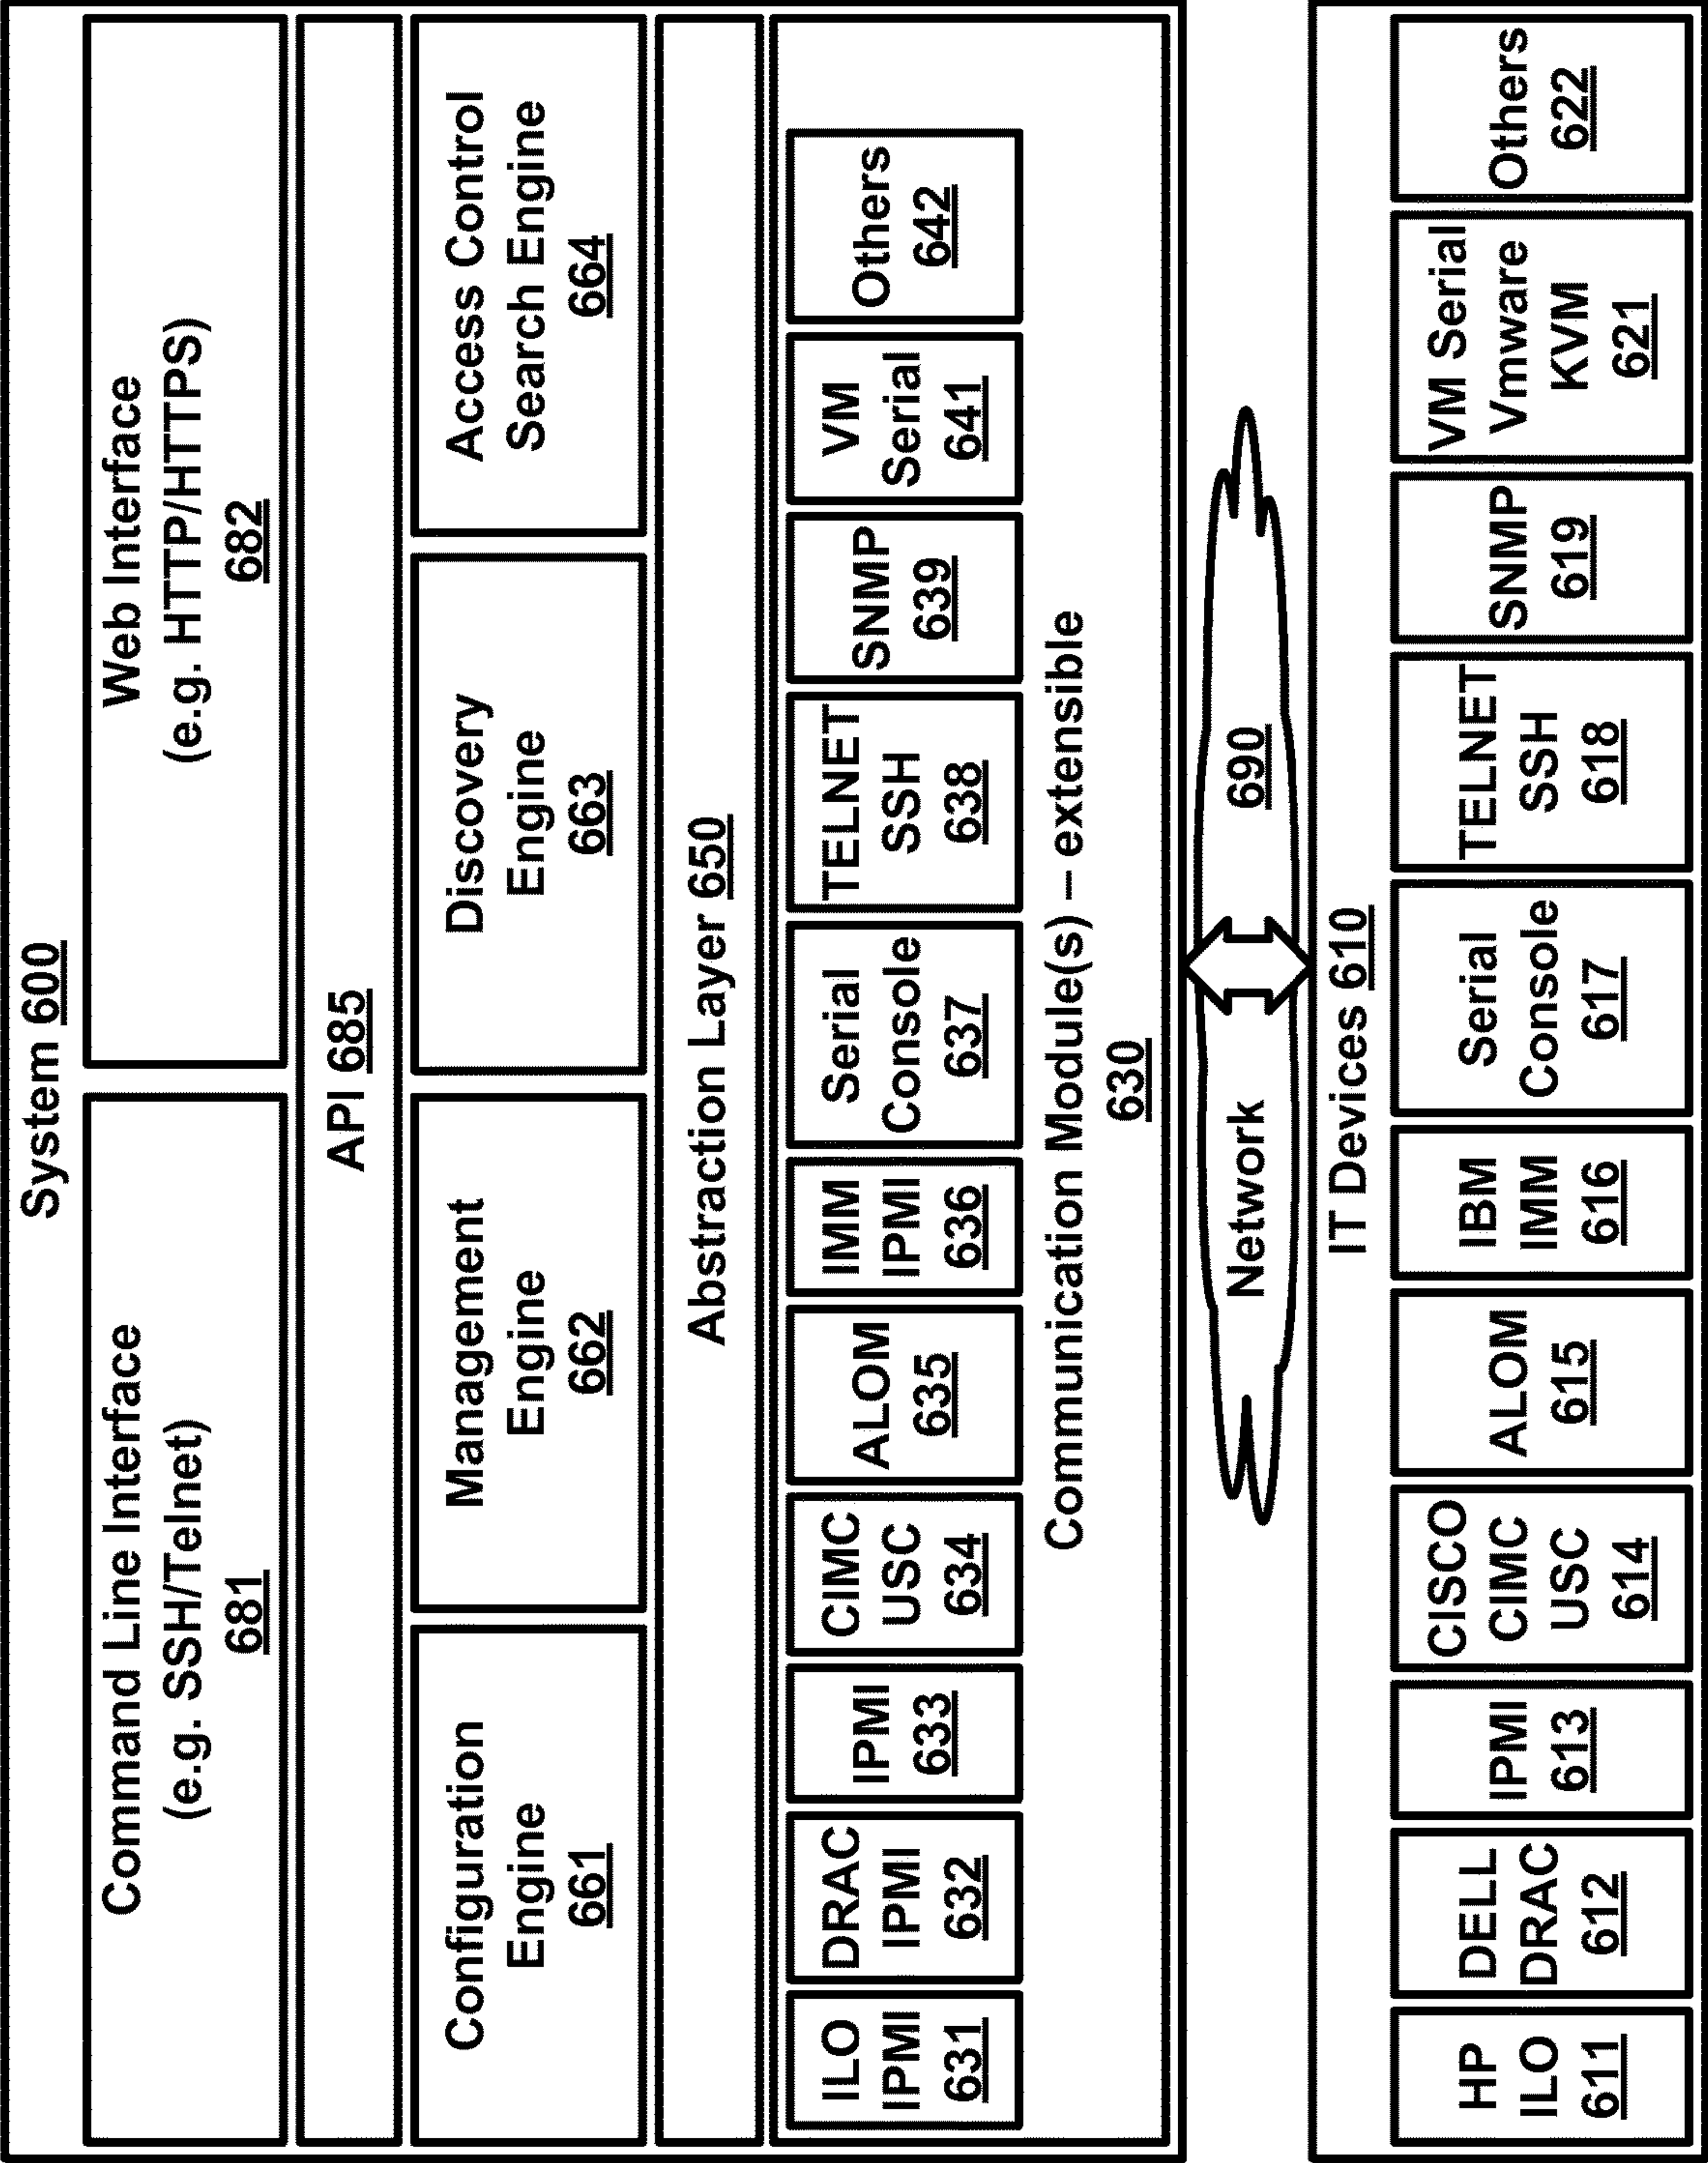 System 600
Command Line Interface
(e.g. SSH/Telnet)
681
Web Interface
(e.g. HTTP/HTTPS)
682
API 685
Configuration
Engine
661
Management
Engine
662
Discovery
Engine
663
Access Control
Search Engine
664
Abstraction Layer 650
ILO
IPMI
631
DRAC
IPMI
632
IPMI
633
CIMC
USC
634
ALOM
635
IMM
IPMI
636
Serial
Console
637
TELNET
SSH
638
SNMP
639
VM
Serial
641
Others
642
Communication Module(s) – extensible
630
Network 690
IT Devices 610
HP
ILO
611
DELL
DRAC
612
IPMI
613
CISCO
CIMC
USC
614
ALOM
615
IBM
IMM
616
Serial
Console
617
TELNET
SSH
618
SNMP
619
VM Serial
Vmware
KVM
621
Others
622